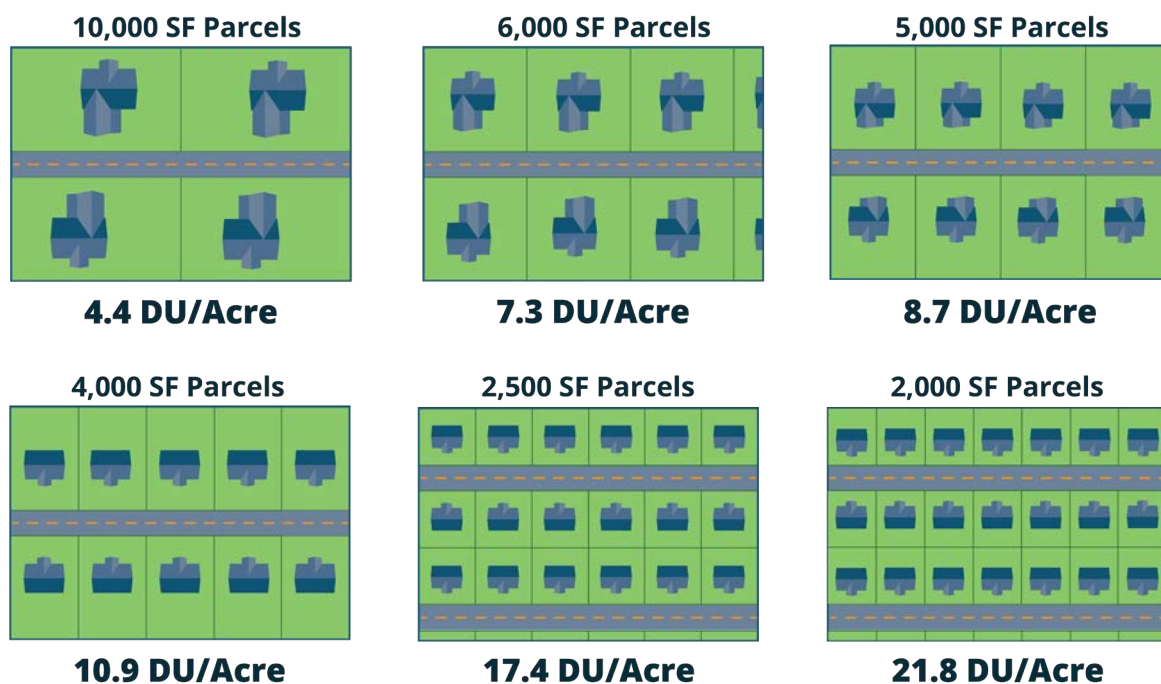 10,000 SF Parcels
6,000 SF Parcels
5,000 SF Parcels
4.4 DU/Acre
7.3 DU/Acre
8.7 DU/Acre
4,000 SF Parcels
2,500 SF Parcels
2,000 SF Parcels
10.9 DU/Acre
17.4 DU/Acre
21.8 DU/Acre